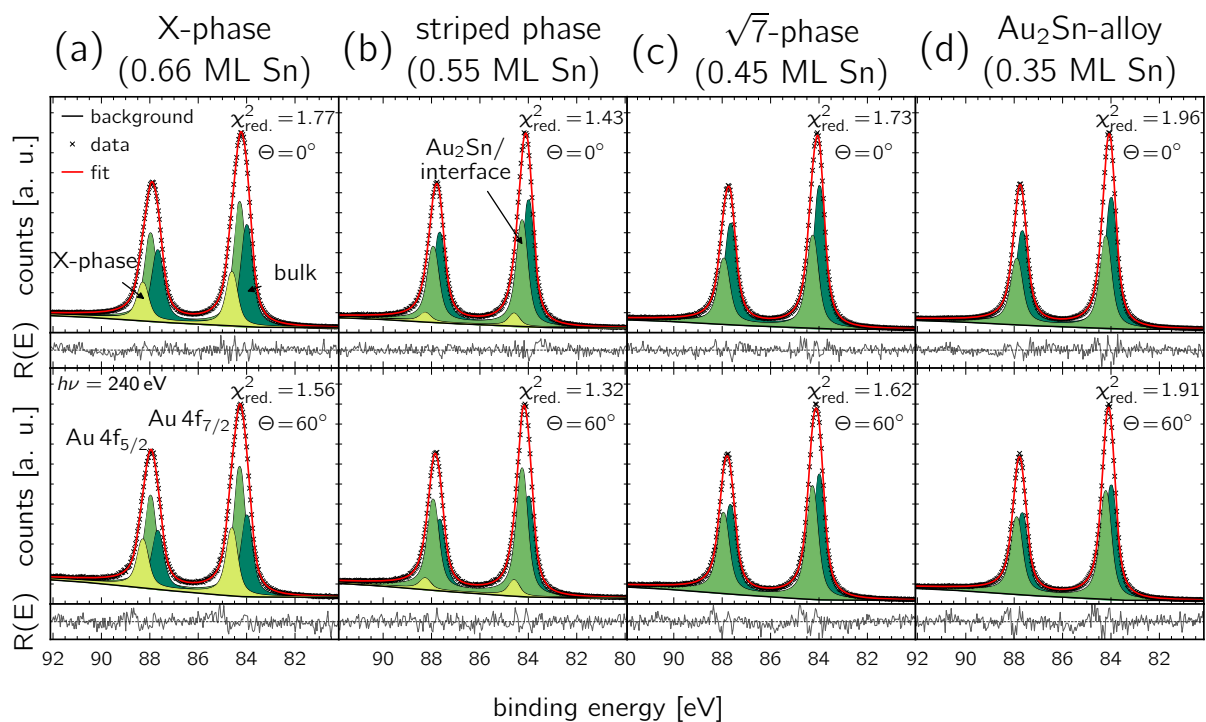 (a) X-phase (0.66 ML Sn)
(b) striped phase (0.55 ML Sn)
(c) √7-phase (0.45 ML Sn)
(d) Au₂Sn-alloy (0.35 ML Sn)
counts [a. u.]
background
data
fit
χ²red. = 1.77
Θ=0°
X-phase
bulk
χ²red. = 1.43
Θ=0°
Au₂Sn/
interface
χ²red. = 1.73
Θ=0°
χ²red. = 1.96
Θ=0°
R(E)
counts [a. u.]
hν = 240 eV
χ²red. = 1.56
Θ=60°
Au 4f₅/₂
Au 4f₇/₂
χ²red. = 1.32
Θ=60°
χ²red. = 1.62
Θ=60°
χ²red. = 1.91
Θ=60°
R(E)
92 90 88 86 84 82 90 88 86 84 82 80 90 88 86 84 82 92 90 88 86 84 82
binding energy [eV]